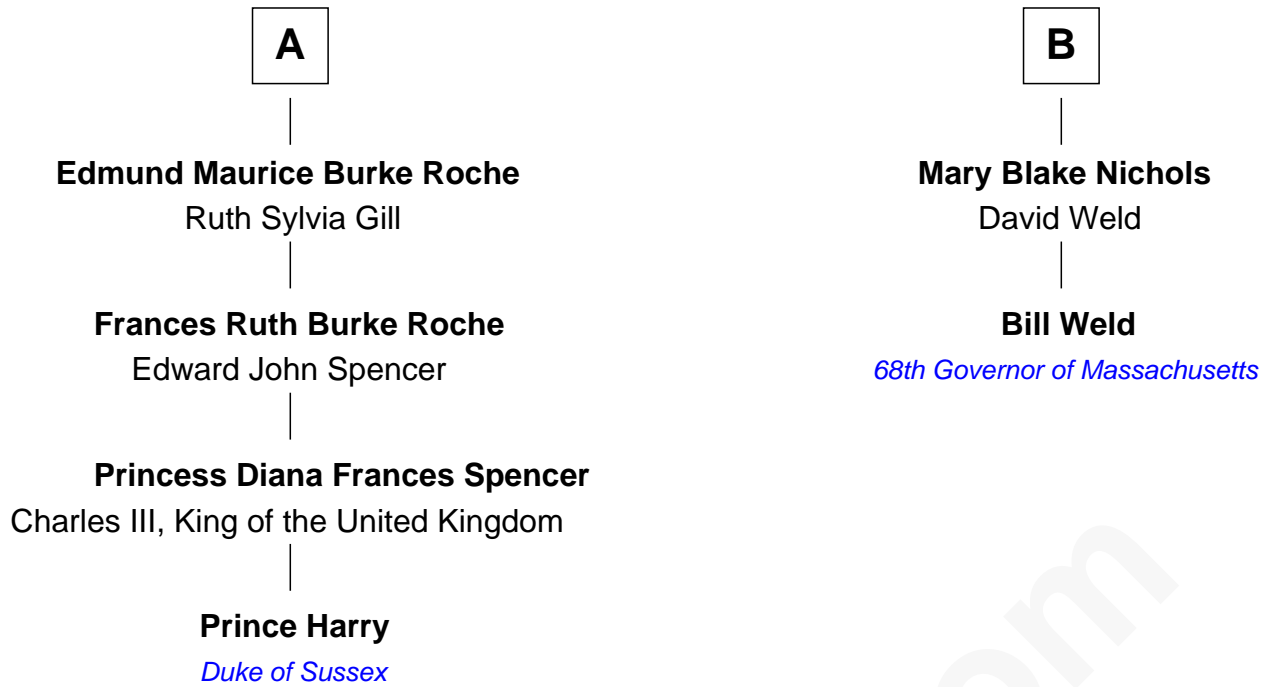 A
Edmund Maurice Burke Roche
Ruth Sylvia Gill
Frances Ruth Burke Roche
Edward John Spencer
Princess Diana Frances Spencer
Charles III, King of the United Kingdom
Prince Harry
Duke of Sussex
B
Mary Blake Nichols
David Weld
Bill Weld
68th Governor of Massachusetts
om